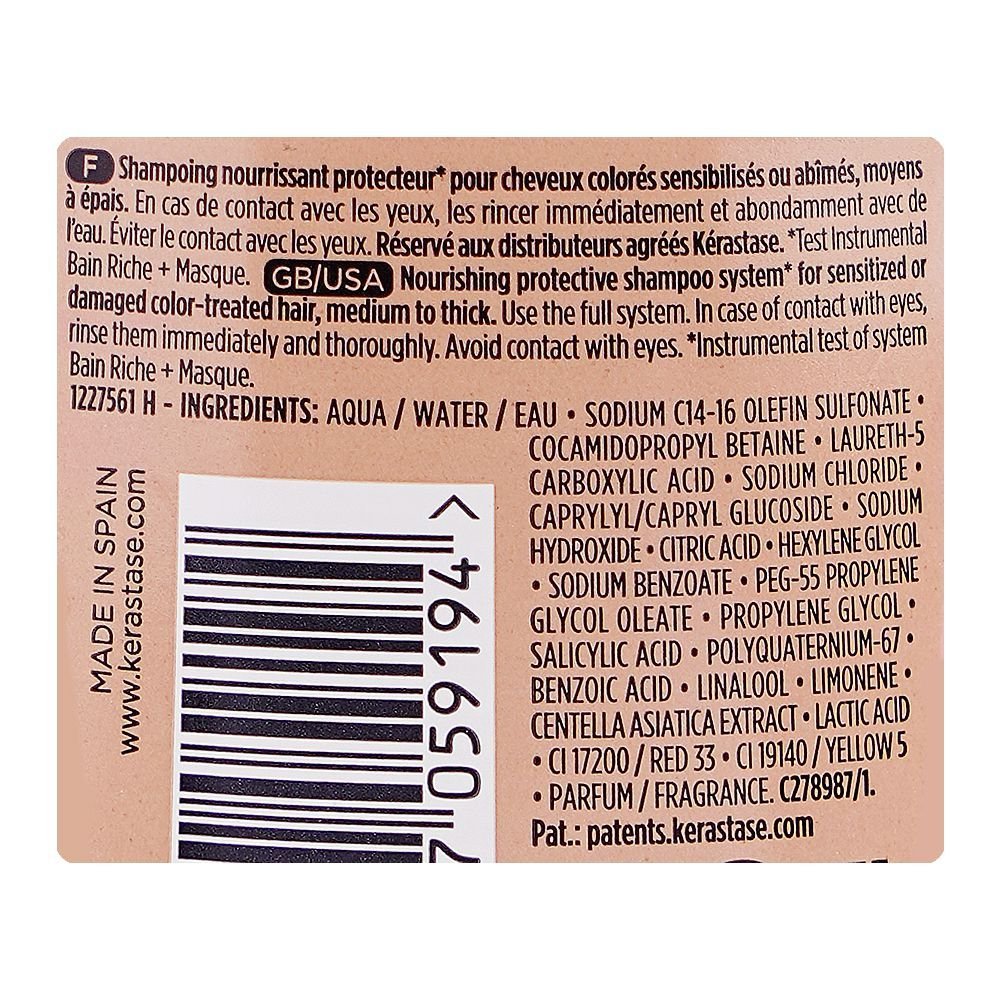 F Shampoing nourrissant protecteur* pour cheveux colorés sensibilisés ou abîmés, moyens
à épais. En cas de contact avec les yeux, les rincer immédiatement et abondamment avec de
l'eau. Éviter le contact avec les yeux. Réservé aux distributeurs agréés Kérastase. *Test Instrumental
Bain Riche + Masque. GB/USA Nourishing protective shampoo system* for sensitized or
damaged color-treated hair, medium to thick. Use the full system. In case of contact with eyes,
rinse them immediately and thoroughly. Avoid contact with eyes. *Instrumental test of system
Bain Riche + Masque.
1227561 H - INGREDIENTS: AQUA / WATER / EAU • SODIUM C14-16 OLEFIN SULFONATE •
COCAMIDOPROPYL BETAINE • LAURETH-5
CARBOXYLIC ACID • SODIUM CHLORIDE •
CAPRYLYL/CAPRYL GLUCOSIDE • SODIUM
HYDROXIDE • CITRIC ACID • HEXYLENE GLYCOL
• SODIUM BENZOATE • PEG-55 PROPYLENE
GLYCOL OLEATE • PROPYLENE GLYCOL •
SALICYLIC ACID • POLYQUATERNIUM-67 •
BENZOIC ACID • LINALOOL • LIMONENE •
CENTELLA ASIATICA EXTRACT • LACTIC ACID
• CI 17200 / RED 33 • CI 19140 / YELLOW 5
• PARFUM / FRAGRANCE. C278987/1.
Pat.: patents.kerastase.com
MADE IN SPAIN
www.kerastase.com
7 059194 >